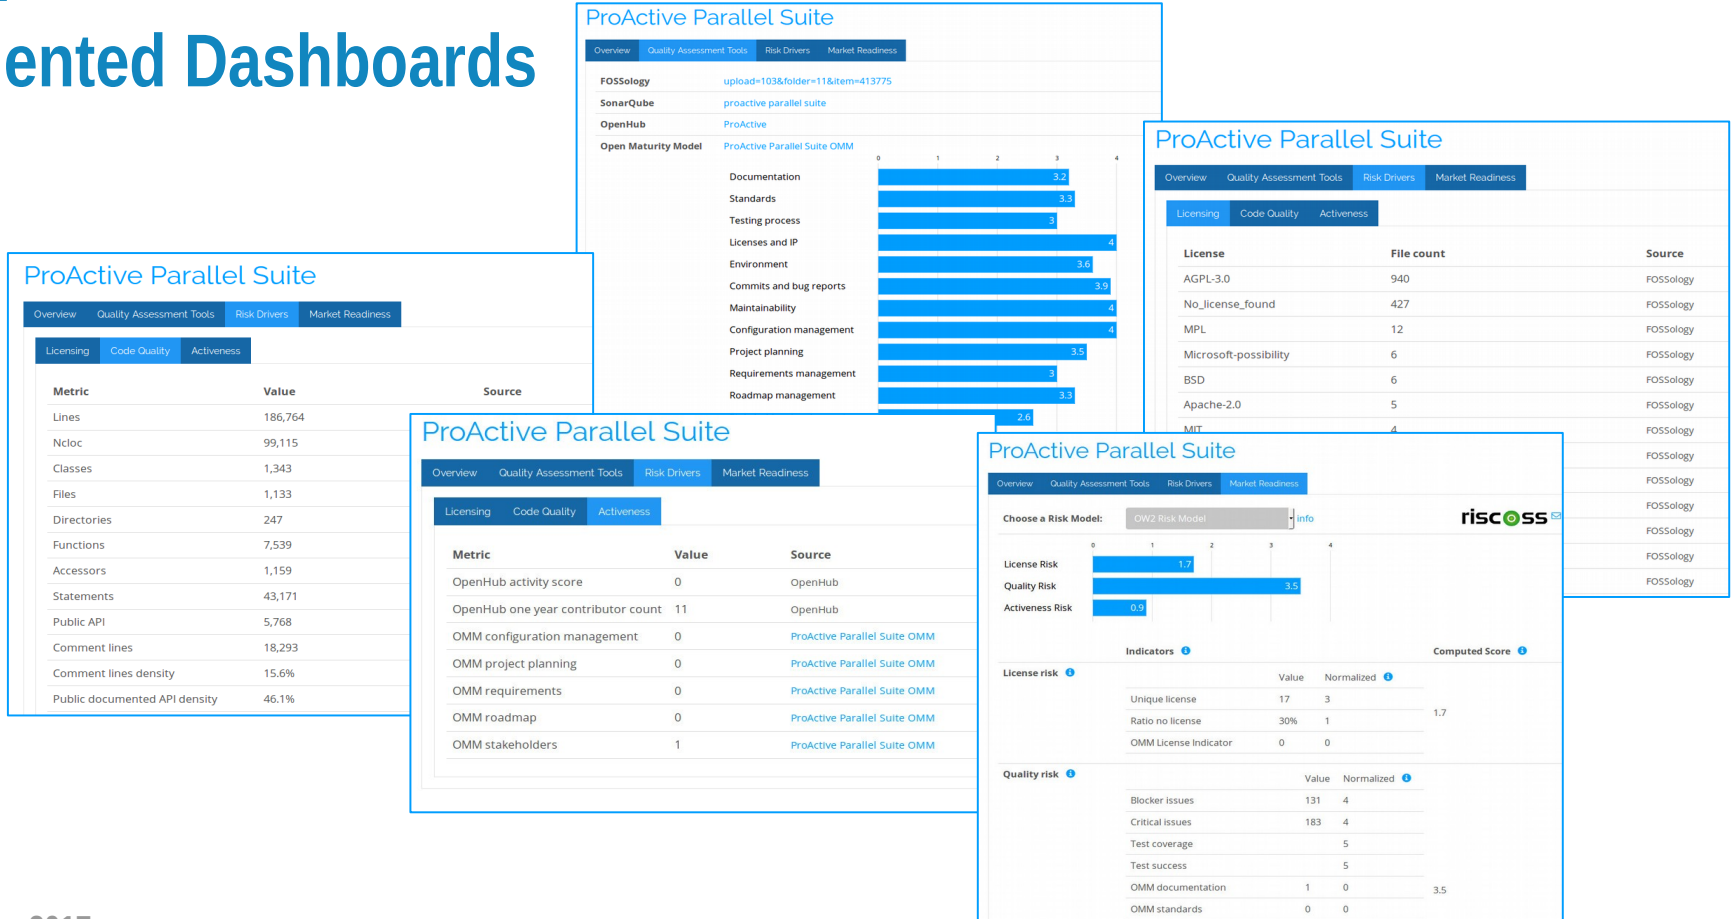 ented Dashboards
ProActive Parallel Suite
Overview Quality Assessment Tools Risk Drivers Market Readiness
FOSSology upload=103&folder=11&item=413775
SonarQube proactive parallel suite
OpenHub ProActive
Open Maturity Model ProActive Parallel Suite OMM
0 1 2 3 4
Documentation 3.2
Standards 3.3
Testing process 3
Licenses and IP 4
Environment 3.6
Commits and bug reports 3.9
Maintainability 4
Configuration management 4
Project planning 3.5
Requirements management 3
Roadmap management 3.3
2.6
ProActive Parallel Suite
Overview Quality Assessment Tools Risk Drivers Market Readiness
Licensing Code Quality Activeness
License File count Source
AGPL-3.0 940 FOSSology
No_license_found 427 FOSSology
MPL 12 FOSSology
Microsoft-possibility 6 FOSSology
BSD 6 FOSSology
Apache-2.0 5 FOSSology
MIT 4 FOSSology
FOSSology
FOSSology
FOSSology
FOSSology
FOSSology
FOSSology
ProActive Parallel Suite
Overview Quality Assessment Tools Risk Drivers Market Readiness
Licensing Code Quality Activeness
Metric Value Source
Lines 186,764
Ncloc 99,115
Classes 1,343
Files 1,133
Directories 247
Functions 7,539
Accessors 1,159
Statements 43,171
Public API 5,768
Comment lines 18,293
Comment lines density 15.6%
Public documented API density 46.1%
ProActive Parallel Suite
Overview Quality Assessment Tools Risk Drivers Market Readiness
Licensing Code Quality Activeness
Metric Value Source
OpenHub activity score 0 OpenHub
OpenHub one year contributor count 11 OpenHub
OMM configuration management 0 ProActive Parallel Suite OMM
OMM project planning 0 ProActive Parallel Suite OMM
OMM requirements 0 ProActive Parallel Suite OMM
OMM roadmap 0 ProActive Parallel Suite OMM
OMM stakeholders 1 ProActive Parallel Suite OMM
ProActive Parallel Suite
Overview Quality Assessment Tools Risk Drivers Market Readiness
Choose a Risk Model: OW2 Risk Model info riscoss
0 1 2 3 4
License Risk 1.7
Quality Risk 3.5
Activeness Risk 0.9
Indicators Computed Score
License risk
Value Normalized
Unique license 17 3
1.7
Ratio no license 30% 1
OMM License Indicator 0 0
Quality risk
Value Normalized
Blocker issues 131 4
Critical issues 183 4
Test coverage 5
Test success 5
OMM documentation 1 0
3.5
OMM standards 0 0